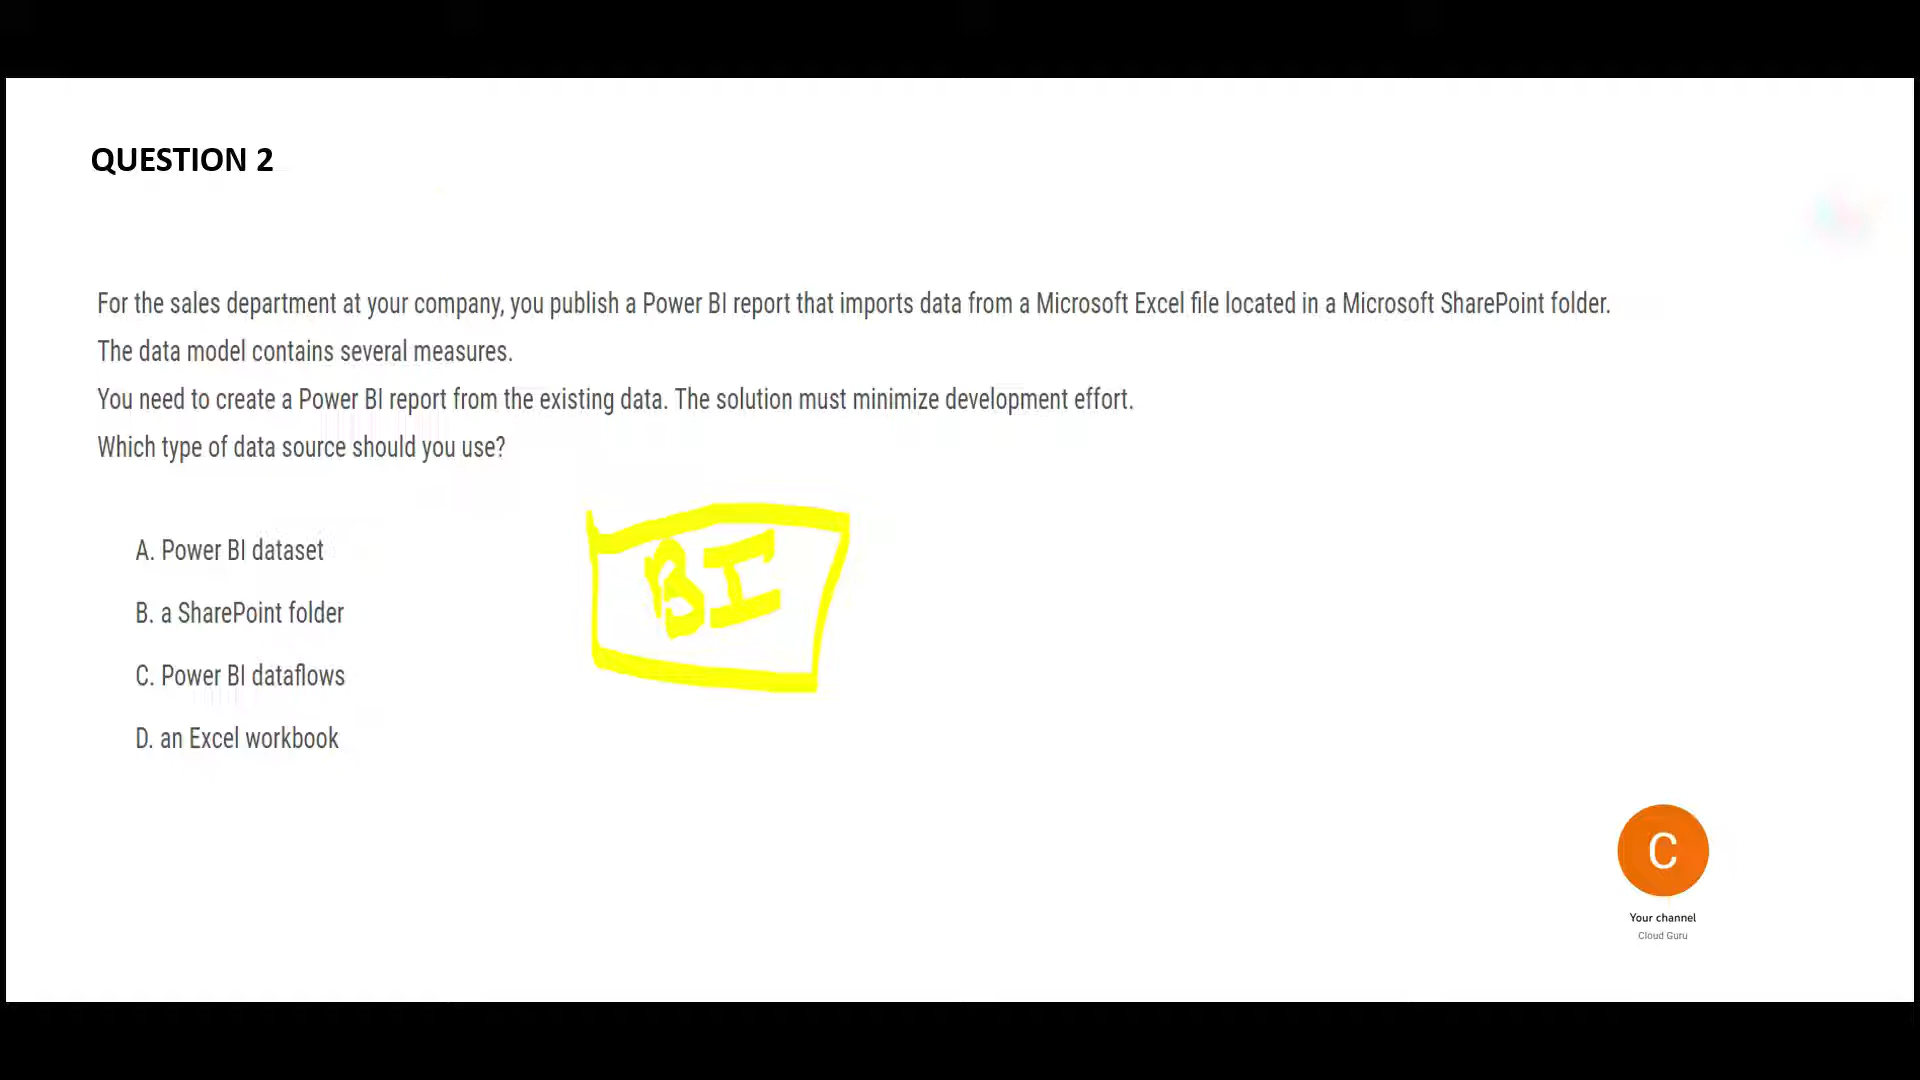 QUESTION 2
For the sales department at your company, you publish a Power BI report that imports data from a Microsoft Excel file located in a Microsoft SharePoint folder.
The data model contains several measures.
You need to create a Power BI report from the existing data. The solution must minimize development effort.
Which type of data source should you use?
A. Power BI dataset
BI
B. a SharePoint folder
C. Power BI dataflows
D. an Excel workbook
C
Your channel
Cloud Guru